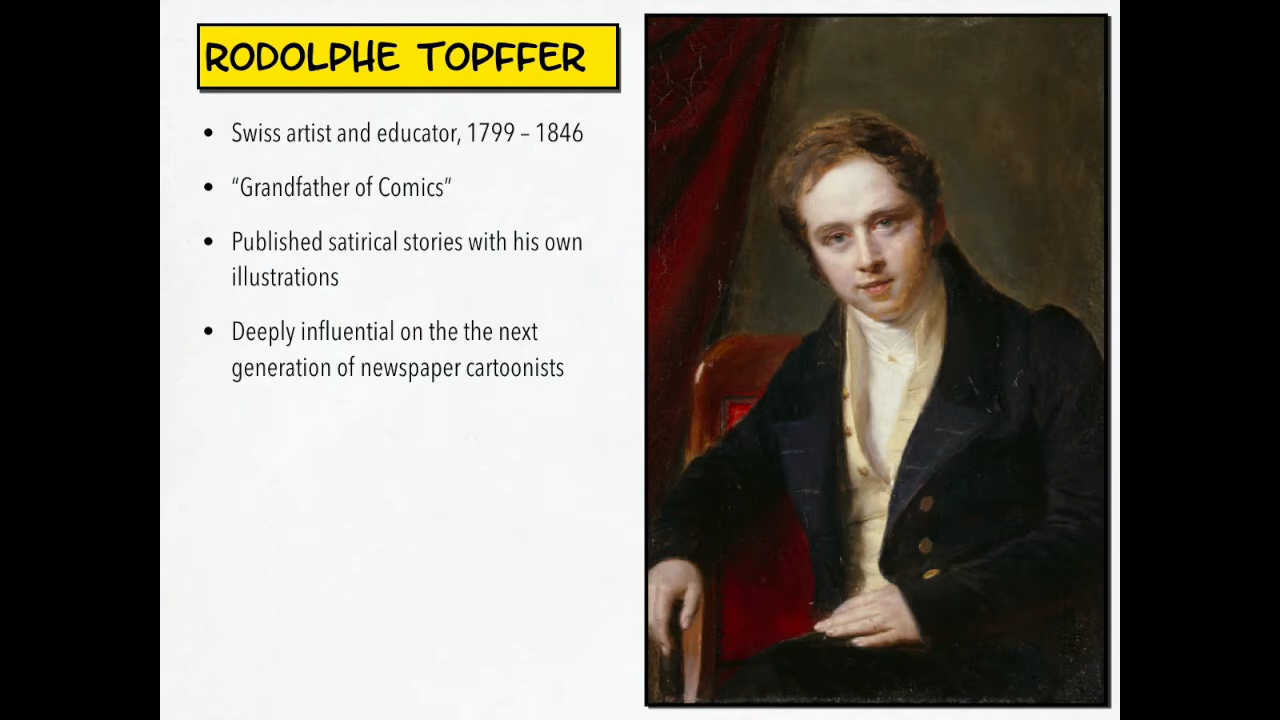 RODOLPHE TOPFFER
• Swiss artist and educator, 1799 – 1846
• “Grandfather of Comics”
• Published satirical stories with his own
illustrations
• Deeply influential on the the next
generation of newspaper cartoonists